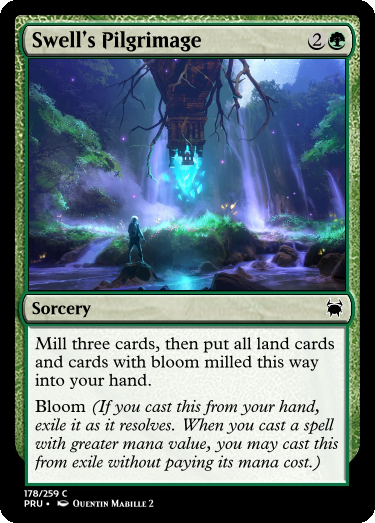 Swell's Pilgrimage 2
Sorcery
Mill three cards, then put all land cards
and cards with bloom milled this way
into your hand.
Bloom (If you cast this from your hand,
exile it as it resolves. When you cast a spell
with greater mana value, you may cast this
from exile without paying its mana cost.)
178/259 C
PRU • Quentin Mabille 2